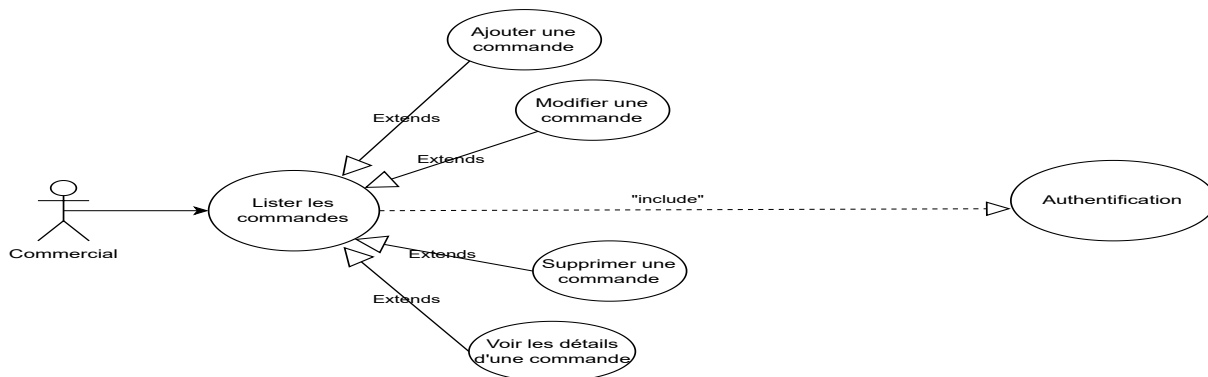 Ajouter une
commande
Extends
Modifier une
commande
Extends
Lister les
commandes
"include"
Authentification
Commercial
Extends
Supprimer une
commande
Extends
Voir les détails
d'une commande